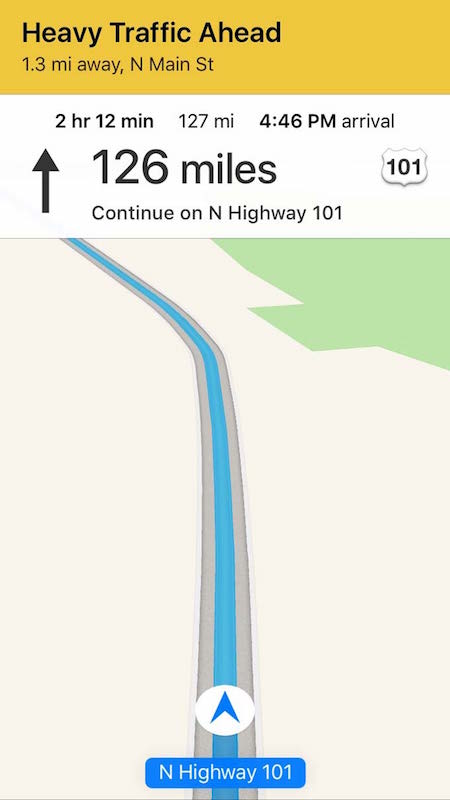 Heavy Traffic Ahead
1.3 mi away, N Main St
2 hr 12 min 127 mi 4:46 PM arrival
126 miles 101
Continue on N Highway 101
N Highway 101